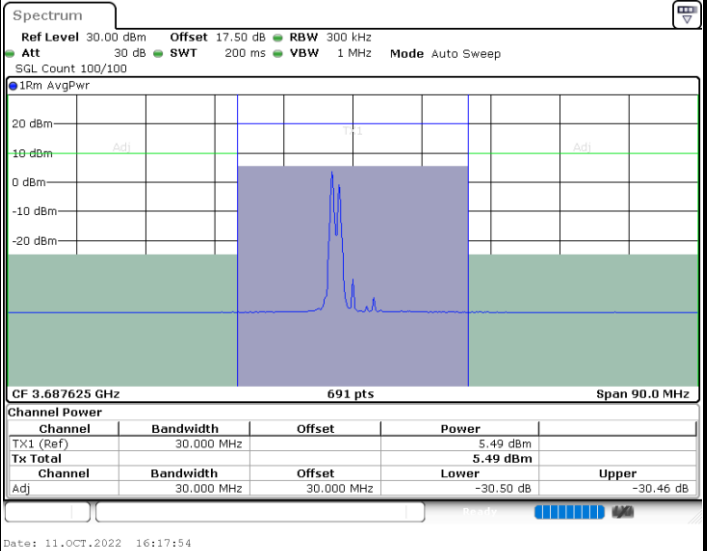 Spectrum
Ref Level 30.00 dBm Offset 17.50 dB RBW 300 kHz
Att 30 dB SWT 200 ms VBW 1 MHz Mode Auto Sweep
SGL Count 100/100
1Rm AvgPwr
20 dBm
TX1
Adj Adj
10 dBm
0 dBm
-10 dBm
-20 dBm
CF 3.687625 GHz 691 pts Span 90.0 MHz
Channel Power
Channel Bandwidth Offset Power
TX1 (Ref) 30.000 MHz 5.49 dBm
Tx Total 5.49 dBm
Channel Bandwidth Offset Lower Upper
Adj 30.000 MHz 30.000 MHz -30.50 dB -30.46 dB
Ready
Date: 11.OCT.2022 16:17:54